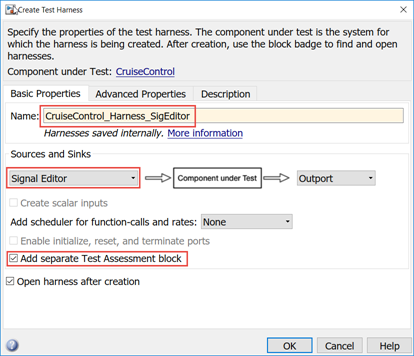 Create Test Harness
Specify the properties of the test harness. The component under test is the system for
which the harness is being created. After creation, use the block badge to find and open
harnesses.
Component under Test: CruiseControl
Basic Properties Advanced Properties Description
Name: CruiseControl_Harness_SigEditor
Harnesses saved internally. More information
Sources and Sinks
Signal Editor Component under Test Outport
Create scalar inputs
Add scheduler for function-calls and rates: None
Enable initialize, reset, and terminate ports
Add separate Test Assessment block
Open harness after creation
OK Cancel Help